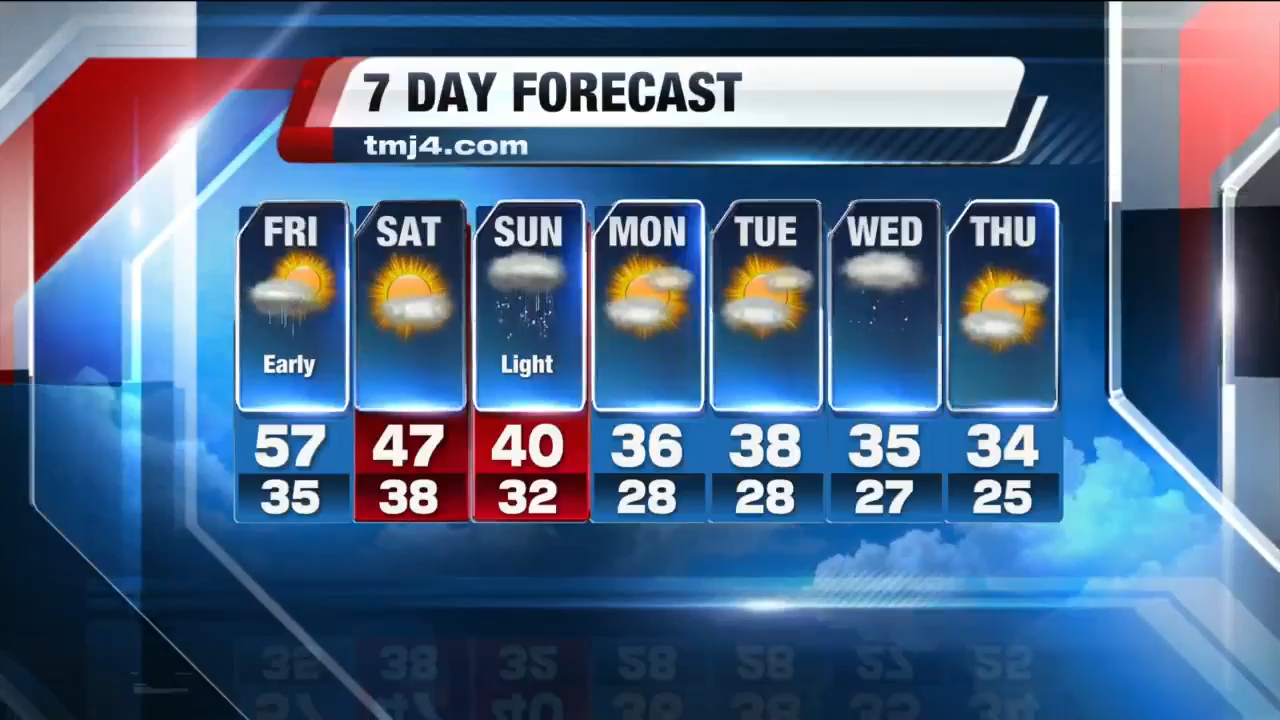 7 DAY FORECAST
tmj4.com
FRI SAT SUN MON TUE WED THU
Early Light
57 47 40 36 38 35 34
35 38 32 28 28 27 25